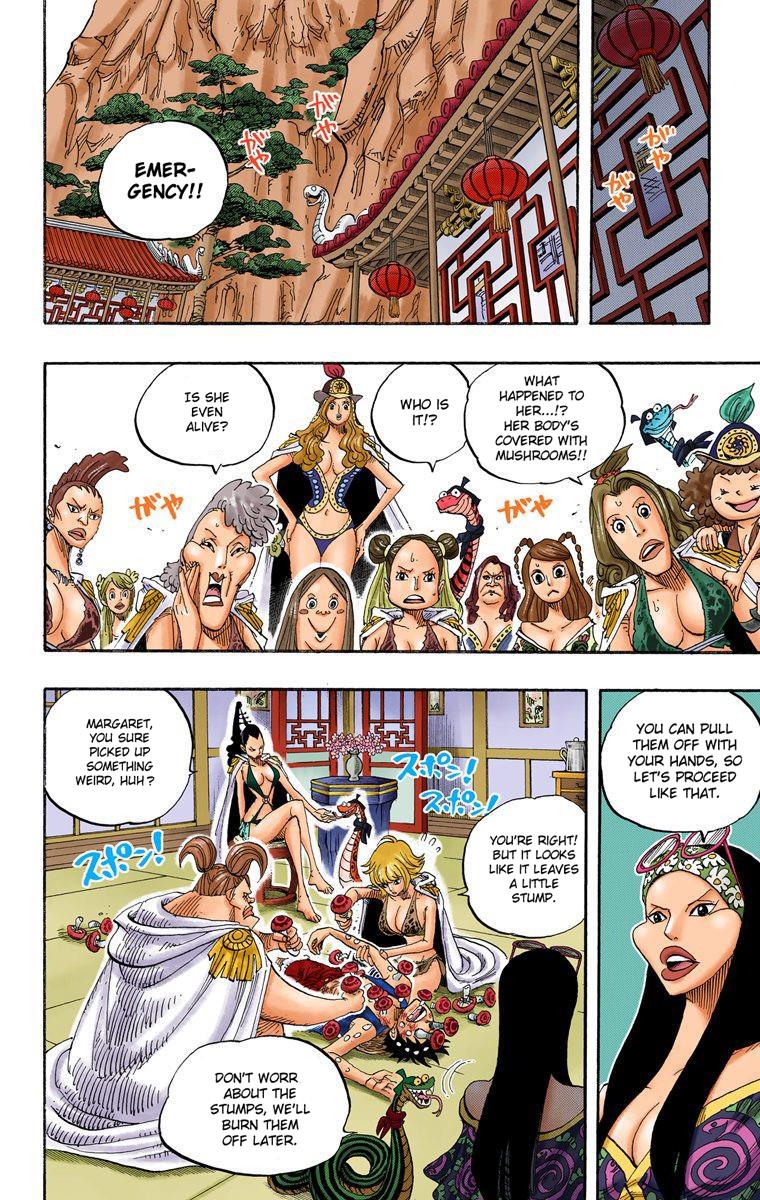 EMER-
GENCY!!
ガヤ
ガヤ
ガヤ
ガヤ
IS SHE
EVEN
ALIVE?
WHO IS
IT!?
WHAT
HAPPENED TO
HER...!?
HER BODY'S
COVERED WITH
MUSHROOMS!!
ガヤ
ガヤ
MARGARET,
YOU SURE
PICKED UP
SOMETHING
WEIRD, HUH?
スポン!
スポン!
スポン!
YOU'RE RIGHT!
BUT IT LOOKS
LIKE IT LEAVES
A LITTLE
STUMP.
DON'T WORR
ABOUT THE
STUMPS, WE'LL
BURN THEM
OFF LATER.
YOU CAN PULL
THEM OFF WITH
YOUR HANDS, SO
LET'S PROCEED
LIKE THAT.